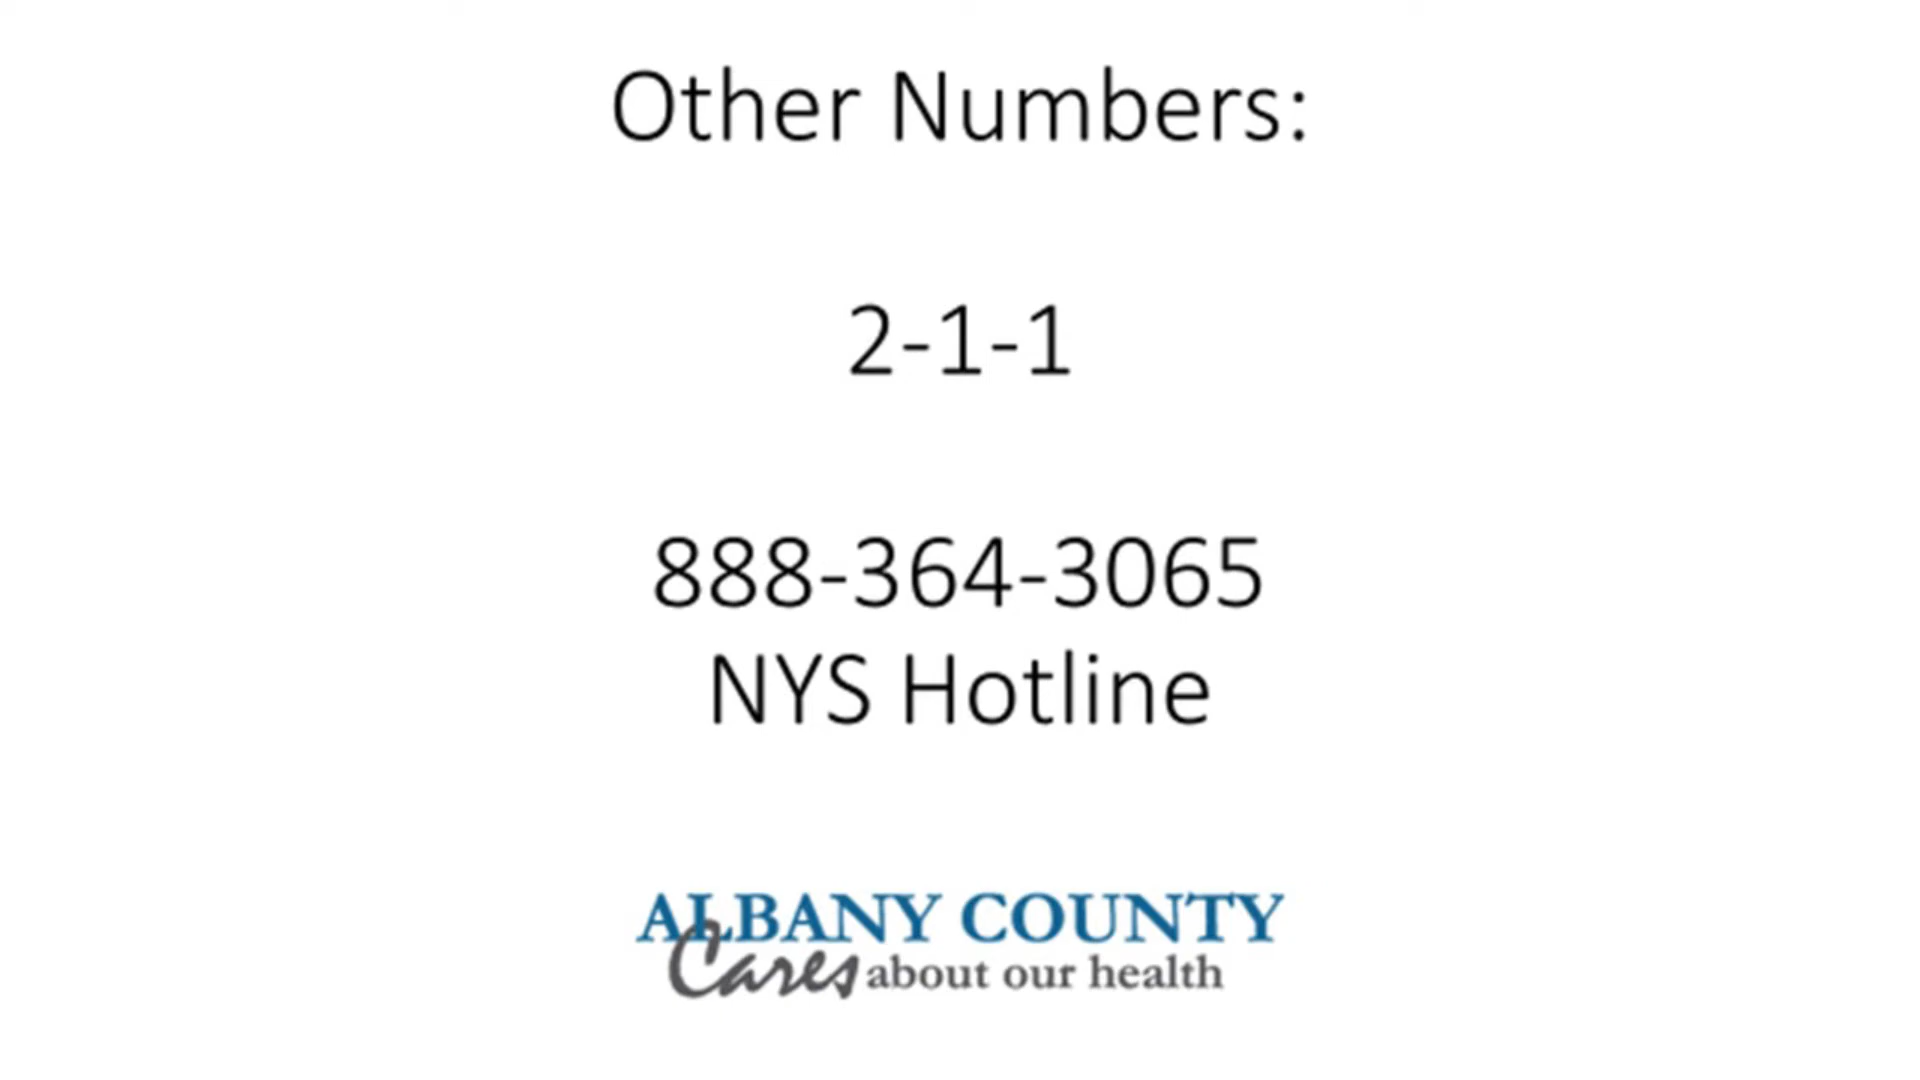 Other Numbers:
2-1-1
888-364-3065
NYS Hotline
ALBANY COUNTY
Cares about our health